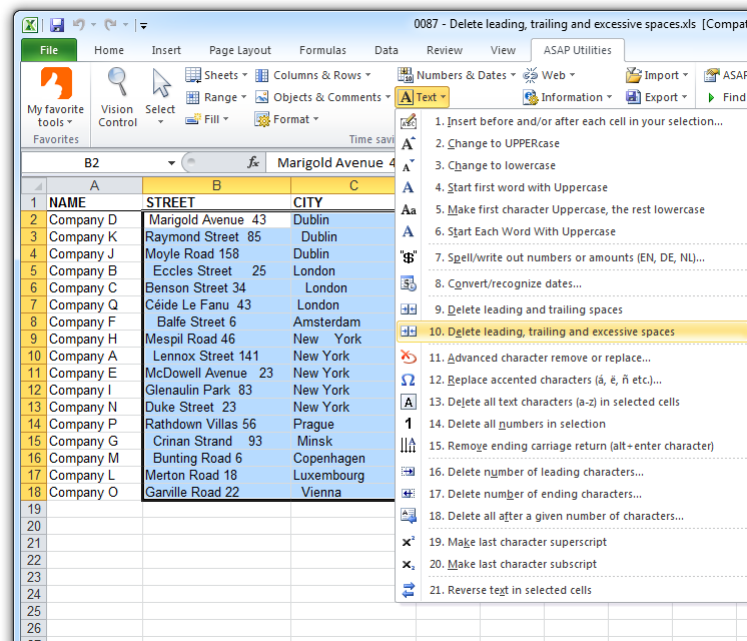 0087 - Delete leading, trailing and excessive spaces.xls [Compat
File Home Insert Page Layout Formulas Data Review View ASAP Utilities
Sheets Columns & Rows Numbers & Dates Web Import ASAP
My favorite tools Vision Control Select Range Objects & Comments Text Information Export Find
Fill Format
Favorites Time savi
B2 fx Marigold Avenue 4
A B C
1 NAME STREET CITY
2 Company D Marigold Avenue  43 Dublin
3 Company K Raymond Street  85 Dublin
4 Company J Moyle Road 158 Dublin
5 Company B Eccles Street    25 London
6 Company C Benson Street 34 London
7 Company Q Céide Le Fanu  43 London
8 Company F Balfe Street 6 Amsterdam
9 Company H Mespil Road 46 New    York
10 Company A Lennox Street 141 New York
11 Company E McDowell Avenue  23 New York
12 Company I Glenaulin Park  83 New York
13 Company N Duke Street  23 New York
14 Company P Rathdown Villas 56 Prague
15 Company G Crinan Strand    93 Minsk
16 Company M Bunting Road 6 Copenhagen
17 Company L Merton Road 18 Luxembourg
18 Company O Garville Road 22 Vienna
19
20
21
22
23
24
25
26
1. Insert before and/or after each cell in your selection...
2. Change to UPPERcase
3. Change to lowercase
4. Start first word with Uppercase
5. Make first character Uppercase, the rest lowercase
6. Start Each Word With Uppercase
7. Spell/write out numbers or amounts (EN, DE, NL)...
8. Convert/recognize dates...
9. Delete leading and trailing spaces
10. Delete leading, trailing and excessive spaces
11. Advanced character remove or replace...
12. Replace accented characters (á, ë, ñ etc.)...
13. Delete all text characters (a-z) in selected cells
14. Delete all numbers in selection
15. Remove ending carriage return (alt+enter character)
16. Delete number of leading characters...
17. Delete number of ending characters...
18. Delete all after a given number of characters...
19. Make last character superscript
20. Make last character subscript
21. Reverse text in selected cells